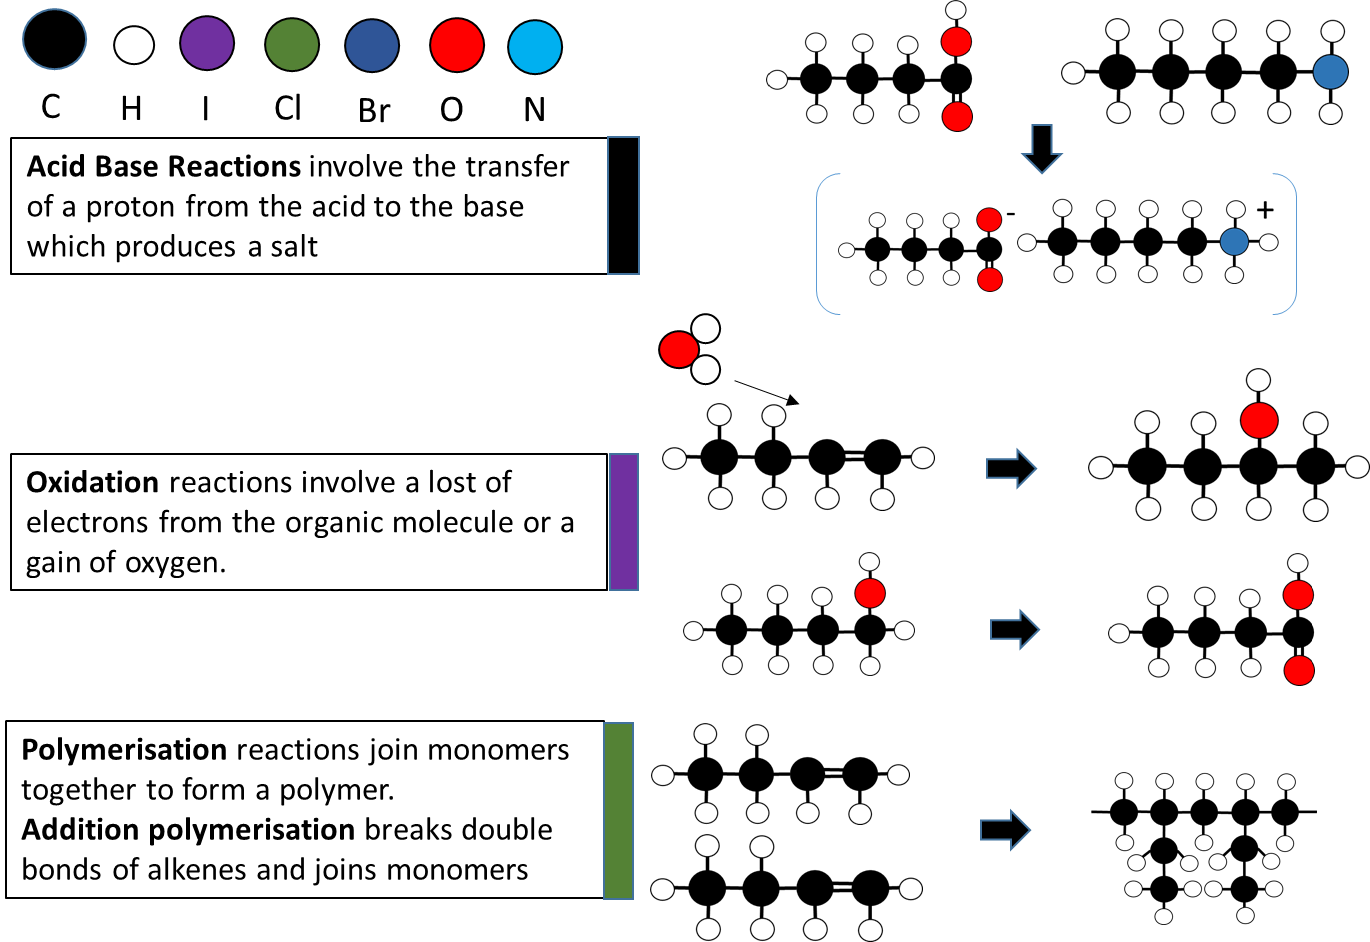 C H I Cl Br O N
Acid Base Reactions involve the transfer
of a proton from the acid to the base
which produces a salt
- +
Oxidation reactions involve a lost of
electrons from the organic molecule or a
gain of oxygen.
Polymerisation reactions join monomers
together to form a polymer.
Addition polymerisation breaks double
bonds of alkenes and joins monomers